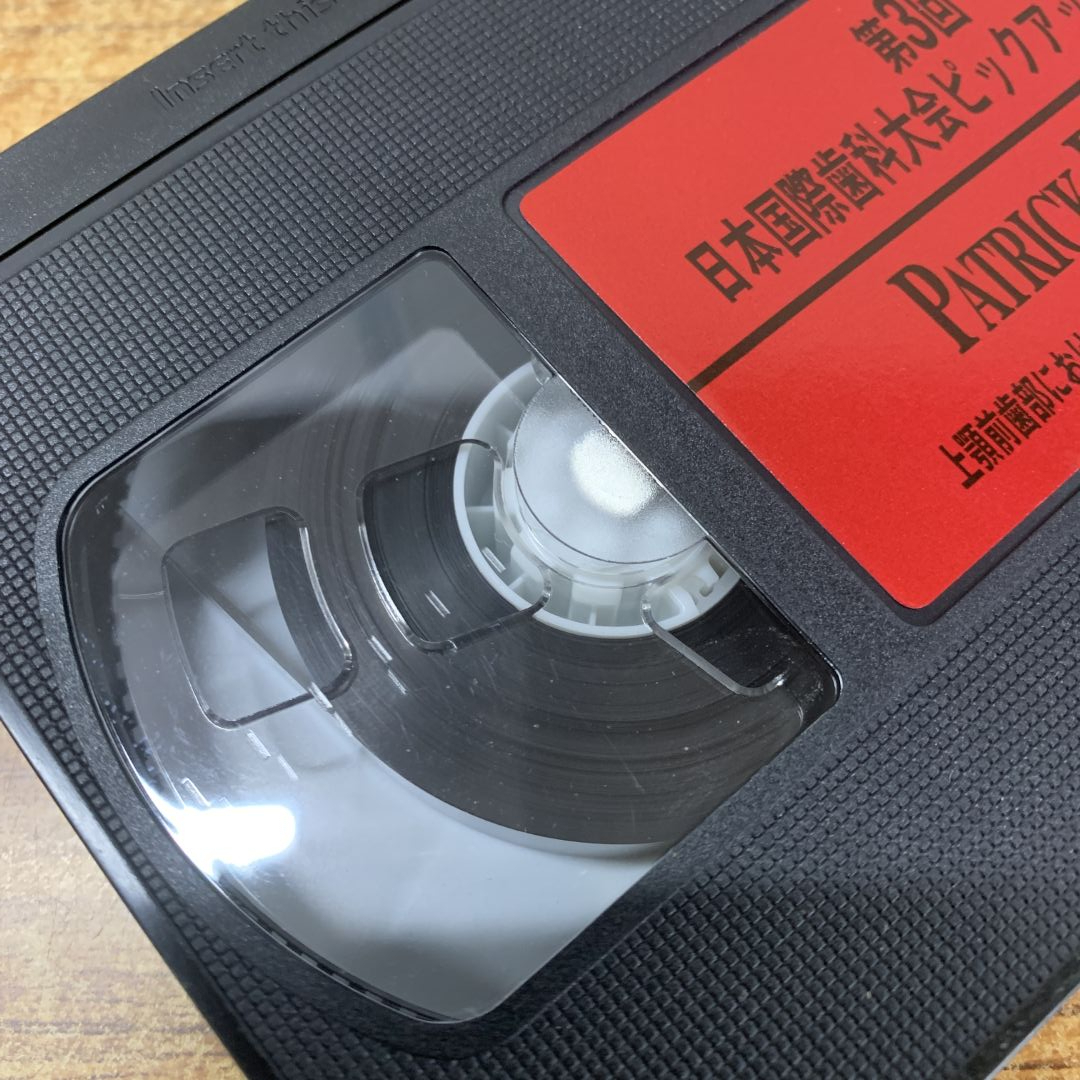 Insert this
第3回
日本国際歯科大会ピックアッ
PATRICK
上顎前歯部にお